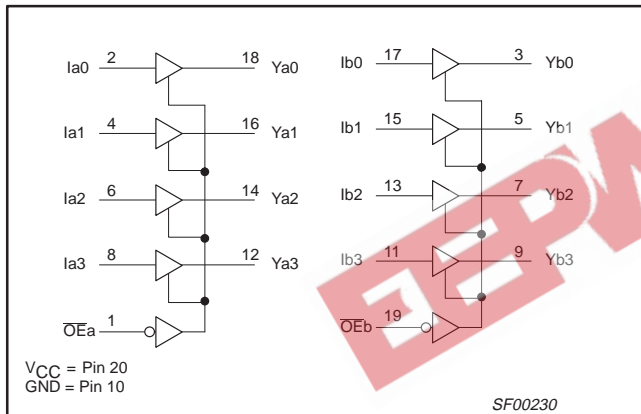 Ia0 2 18 Ya0
Ia1 4 16 Ya1
Ia2 6 14 Ya2
Ia3 8 12 Ya3
OEa 1
VCC = Pin 20
GND = Pin 10
Ib0 17 3 Yb0
Ib1 15 5 Yb1
Ib2 13 7 Yb2
Ib3 11 9 Yb3
OEb 19
SF00230
EEPW